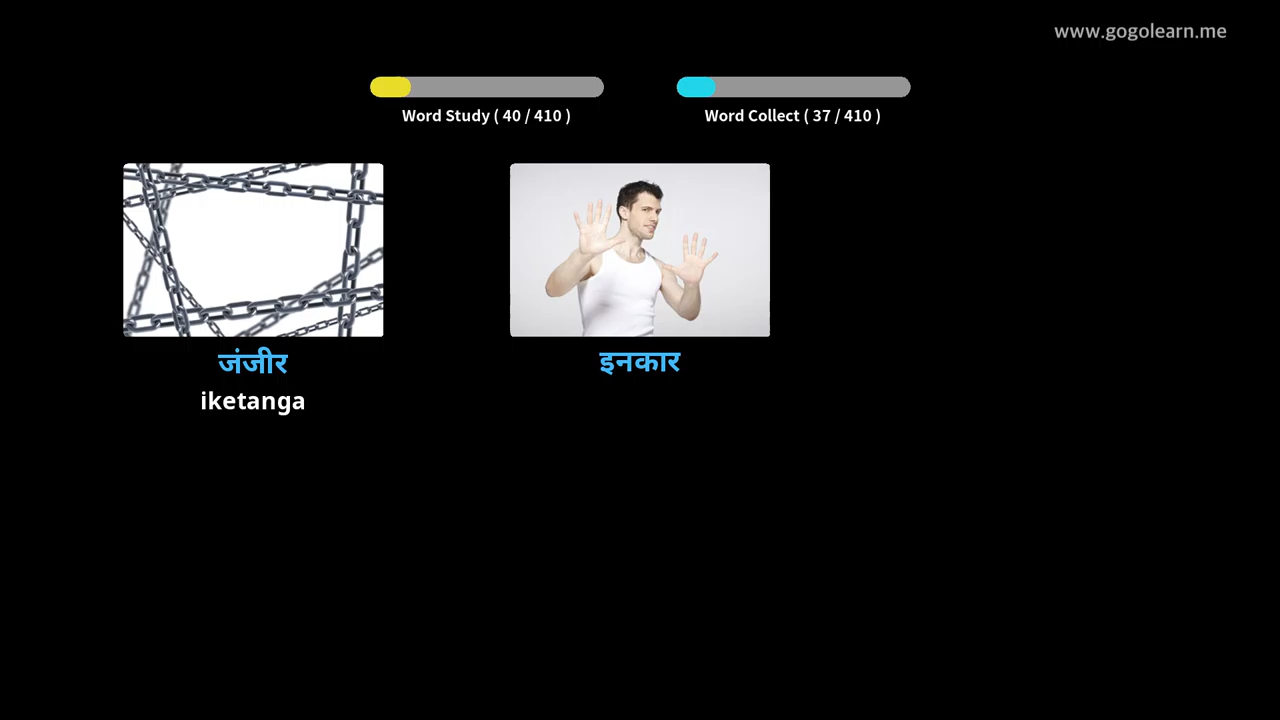 www.gogolearn.me
Word Study ( 40 / 410 )
Word Collect ( 37 / 410 )
जंजीर
iketanga
इनकार